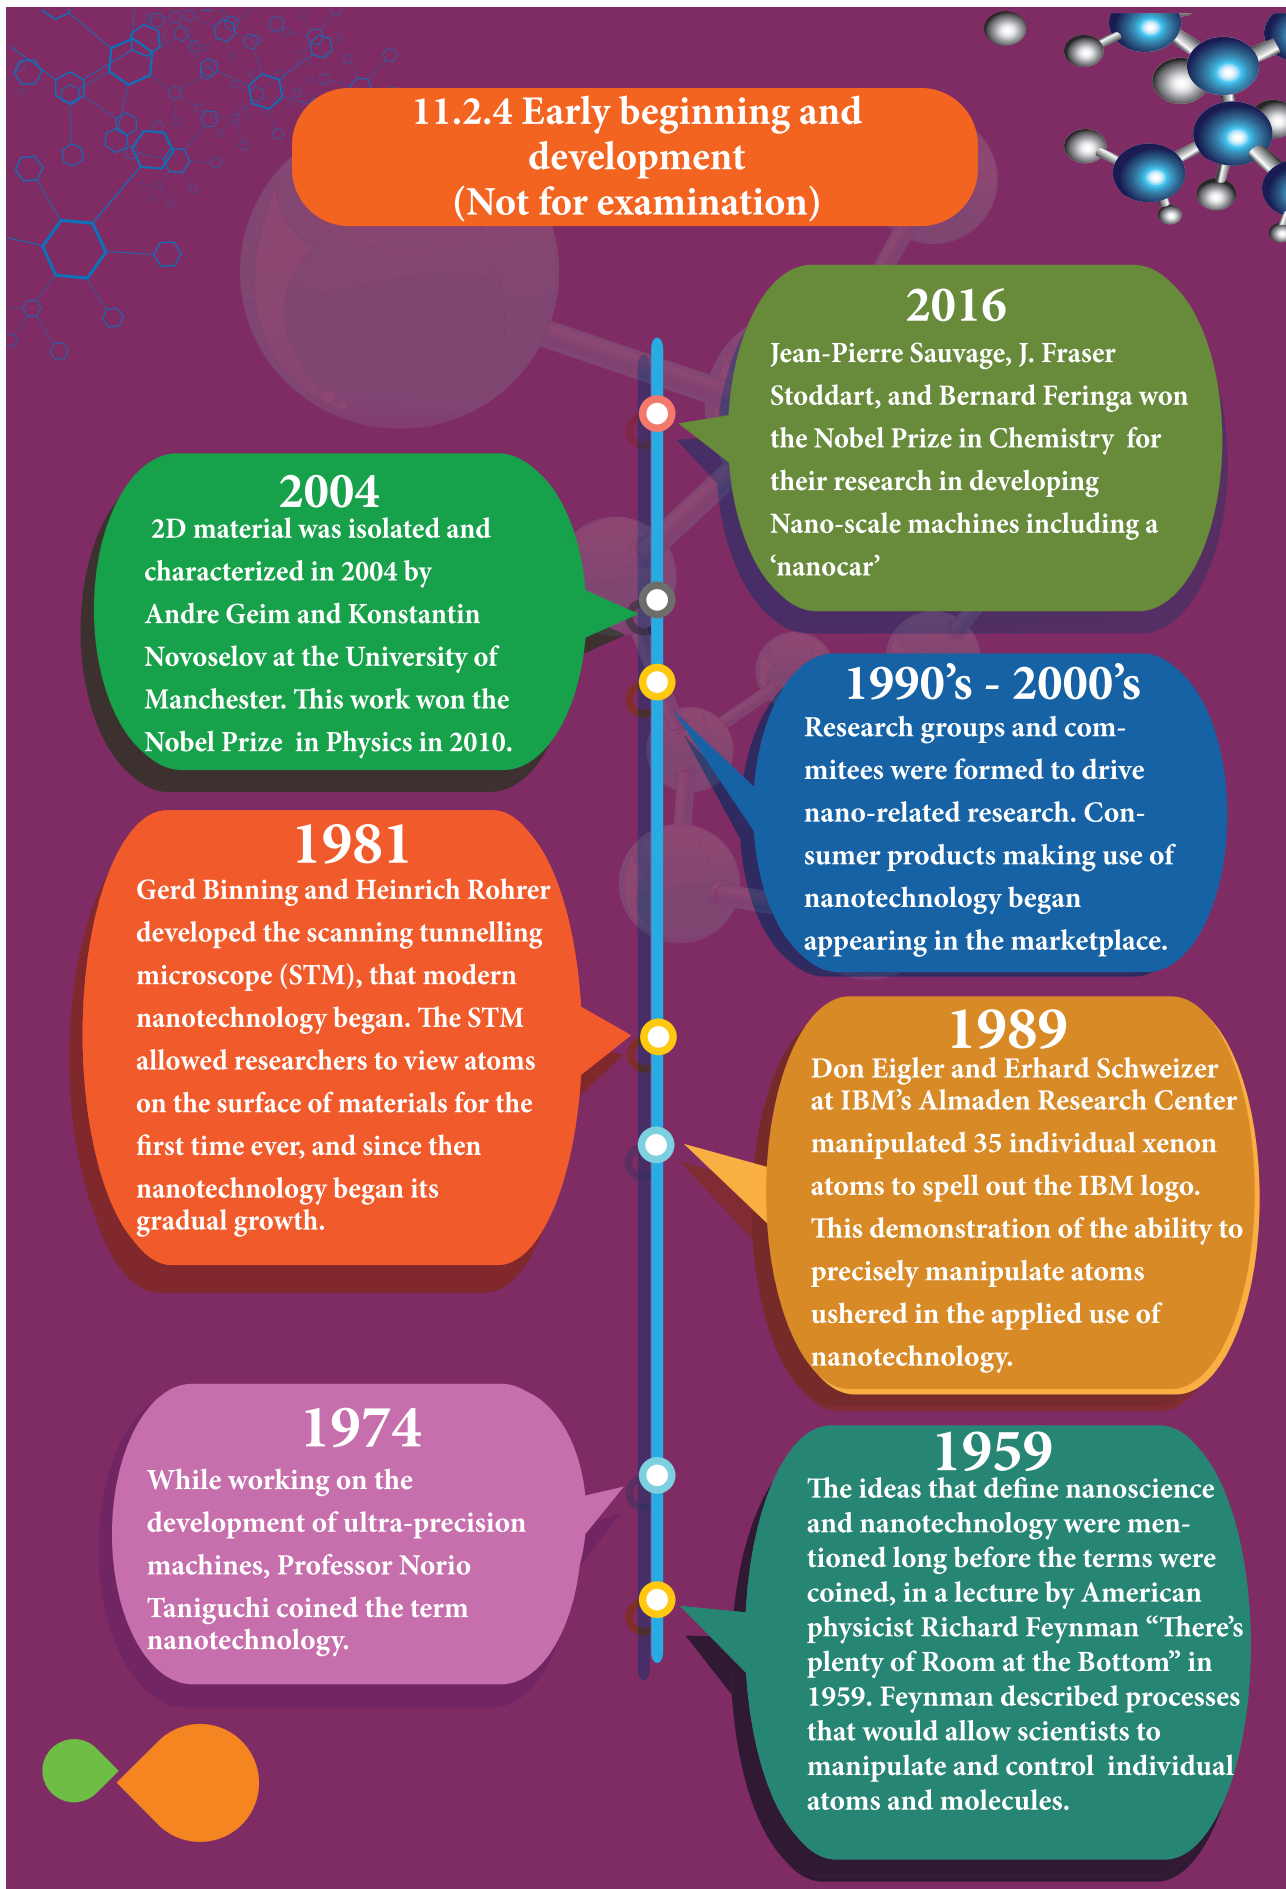 11.2.4 Early beginning and
development
(Not for examination)
2016
Jean-Pierre Sauvage, J. Fraser
Stoddart, and Bernard Feringa won
the Nobel Prize in Chemistry for
their research in developing
Nano-scale machines including a
‘nanocar’
2004
2D material was isolated and
characterized in 2004 by
Andre Geim and Konstantin
Novoselov at the University of
Manchester. This work won the
Nobel Prize in Physics in 2010.
1990’s - 2000’s
Research groups and com-
mitees were formed to drive
nano-related research. Con-
sumer products making use of
nanotechnology began
appearing in the marketplace.
1981
Gerd Binning and Heinrich Rohrer
developed the scanning tunnelling
microscope (STM), that modern
nanotechnology began. The STM
allowed researchers to view atoms
on the surface of materials for the
first time ever, and since then
nanotechnology began its
gradual growth.
1989
Don Eigler and Erhard Schweizer
at IBM’s Almaden Research Center
manipulated 35 individual xenon
atoms to spell out the IBM logo.
This demonstration of the ability to
precisely manipulate atoms
ushered in the applied use of
nanotechnology.
1974
While working on the
development of ultra-precision
machines, Professor Norio
Taniguchi coined the term
nanotechnology.
1959
The ideas that define nanoscience
and nanotechnology were men-
tioned long before the terms were
coined, in a lecture by American
physicist Richard Feynman “There’s
plenty of Room at the Bottom” in
1959. Feynman described processes
that would allow scientists to
manipulate and control individual
atoms and molecules.